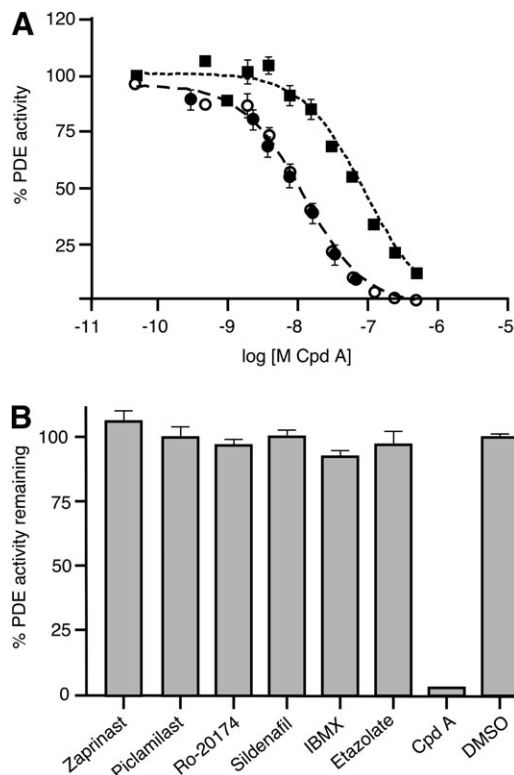 A
120
100
75
50
25
% PDE activity
-11 -10 -9 -8 -7 -6 -5
log [M Cpd A]
B
100
75
50
25
0
% PDE activity remaining
Zaprinast
Piclamilast
Ro-20174
Sildenafil
IBMX
Etazolate
Cpd A
DMSO